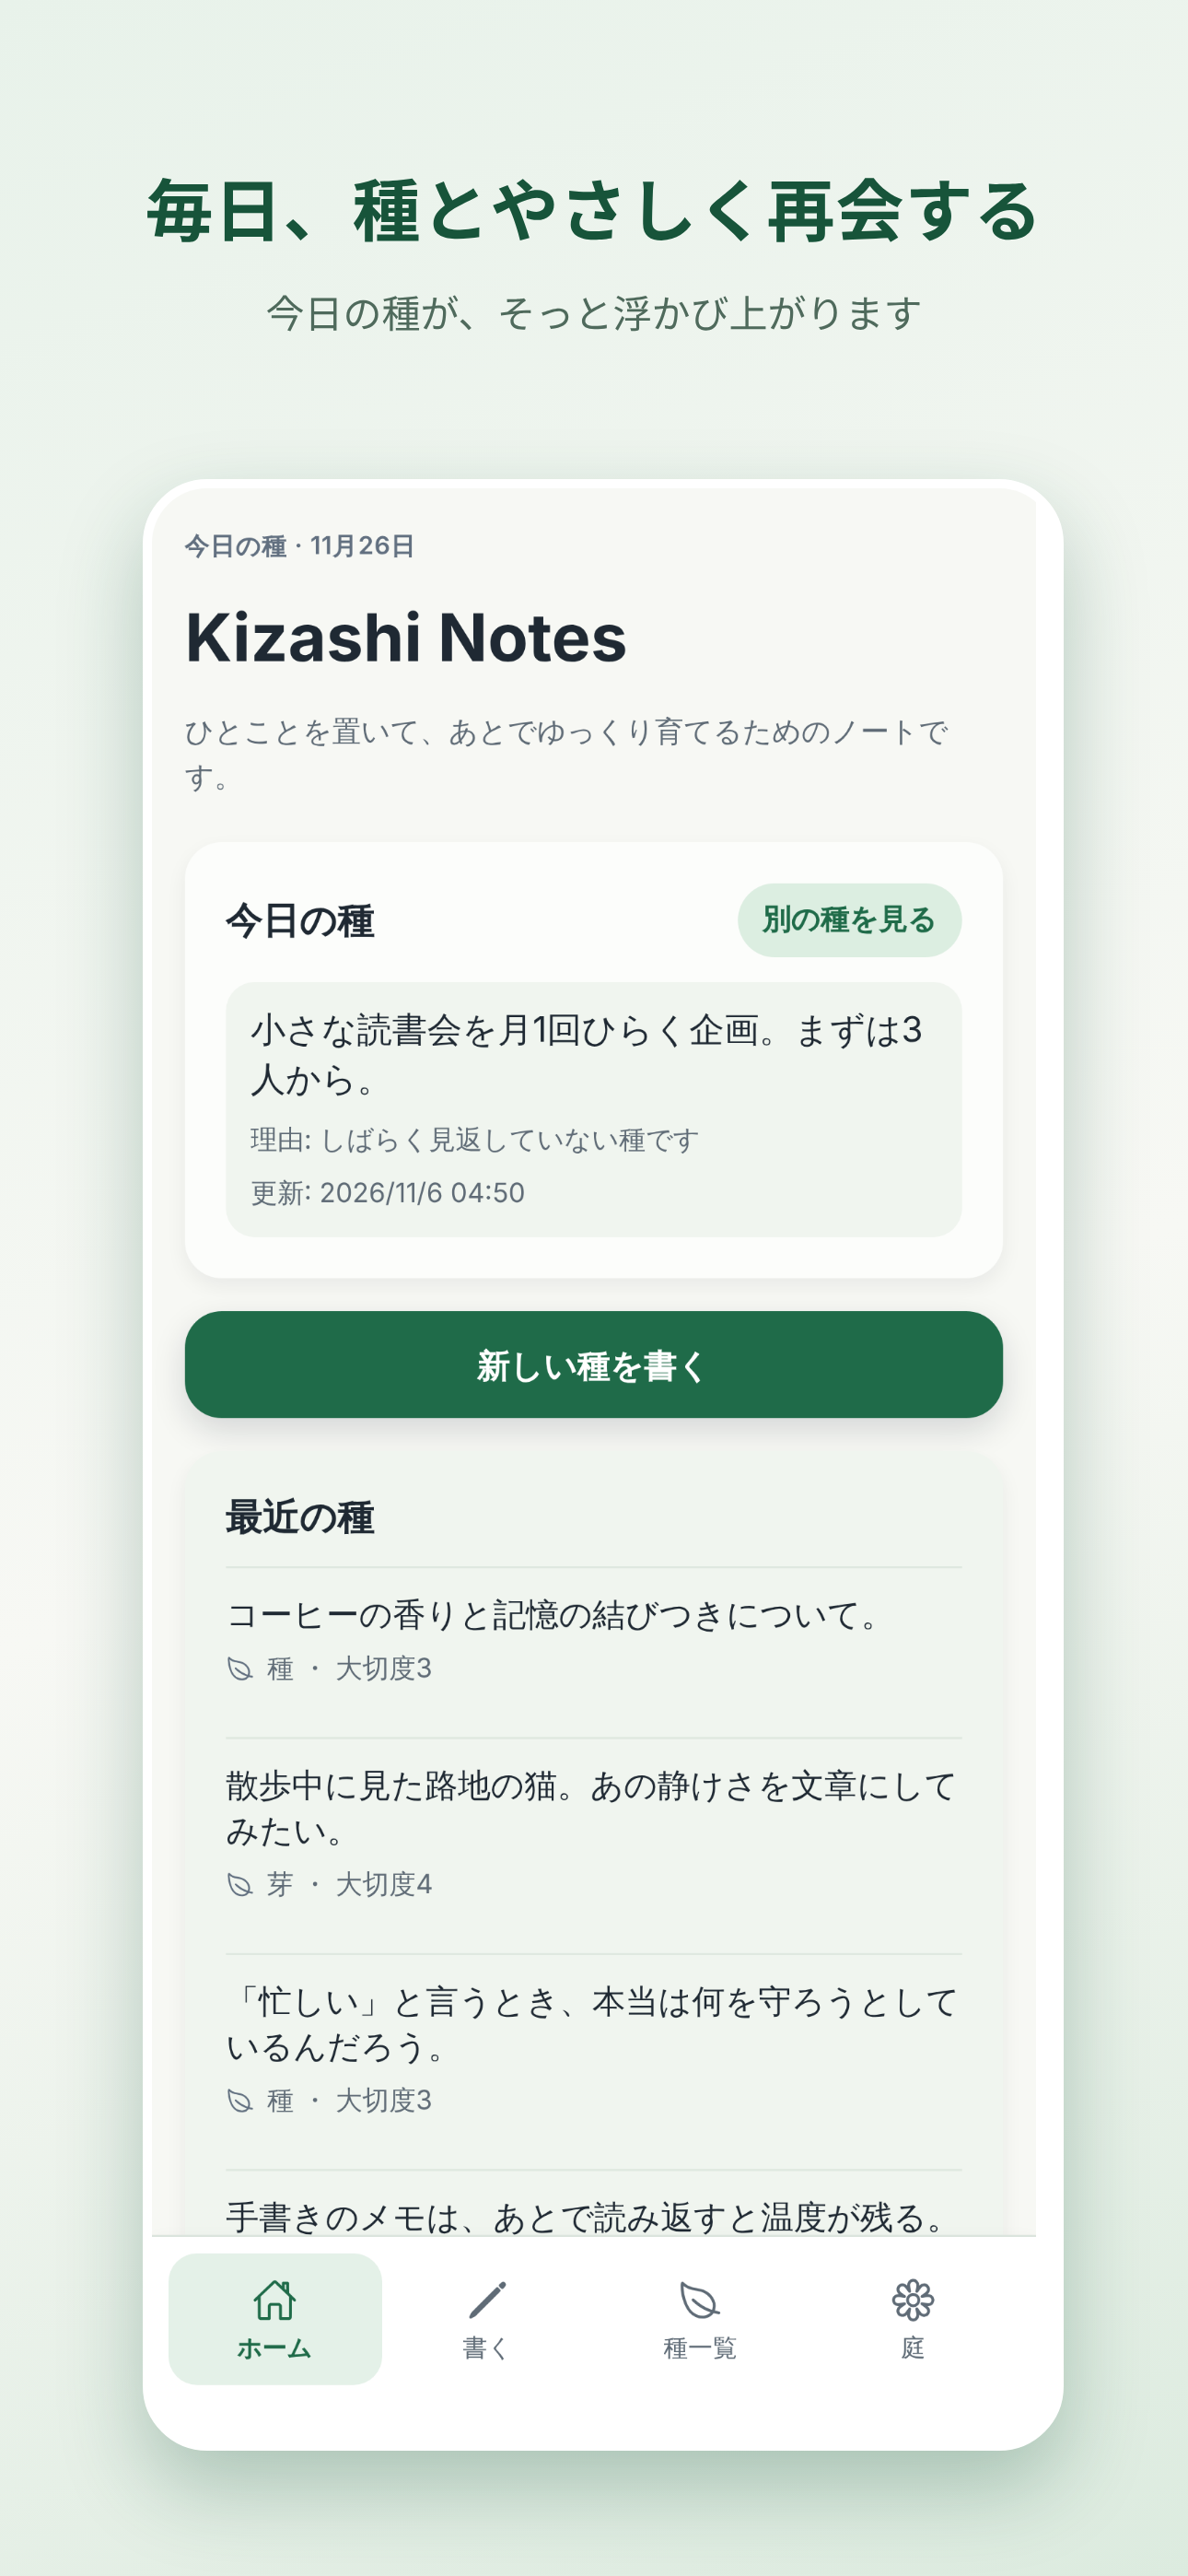 毎日、種とやさしく再会する
今日の種が、そっと浮かび上がります
今日の種 · 11月26日
Kizashi Notes
ひとことを置いて、あとでゆっくり育てるためのノートで
す。
今日の種
別の種を見る
小さな読書会を月1回ひらく企画。まずは3
人から。
理由: しばらく見返していない種です
更新: 2026/11/6 04:50
新しい種を書く
最近の種
コーヒーの香りと記憶の結びつきについて。
種 ・ 大切度3
散歩中に見た路地の猫。あの静けさを文章にして
みたい。
芽 ・ 大切度4
「忙しい」と言うとき、本当は何を守ろうとして
いるんだろう。
種 ・ 大切度3
手書きのメモは、あとで読み返すと温度が残る。
ホーム
書く
種一覧
庭